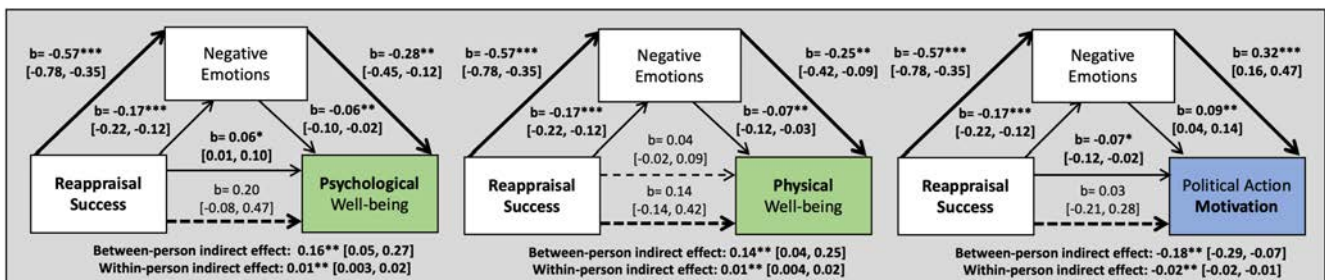 b= -0.57***
[-0.78, -0.35]
Negative
Emotions
b= -0.28**
[-0.45, -0.12]
b= -0.17***
[-0.22, -0.12]
b= -0.06**
[-0.10, -0.02]
b= 0.06*
[0.01, 0.10]
Reappraisal
Success
b= 0.20
[-0.08, 0.47]
Psychological
Well-being
Between-person indirect effect: 0.16** [0.05, 0.27]
Within-person indirect effect: 0.01** [0.003, 0.02]
b= -0.57***
[-0.78, -0.35]
Negative
Emotions
b= -0.25**
[-0.42, -0.09]
b= -0.17***
[-0.22, -0.12]
b= -0.07**
[-0.12, -0.03]
b= 0.04
[-0.02, 0.09]
Reappraisal
Success
b= 0.14
[-0.14, 0.42]
Physical
Well-being
Between-person indirect effect: 0.14** [0.04, 0.25]
Within-person indirect effect: 0.01** [0.004, 0.02]
b= -0.57***
[-0.78, -0.35]
Negative
Emotions
b= 0.32***
[0.16, 0.47]
b= -0.17***
[-0.22, -0.12]
b= 0.09**
[0.04, 0.14]
b= -0.07*
[-0.12, -0.02]
Reappraisal
Success
b= 0.03
[-0.21, 0.28]
Political Action
Motivation
Between-person indirect effect: -0.18** [-0.29, -0.07]
Within-person indirect effect: -0.02** [-0.02, -0.01]